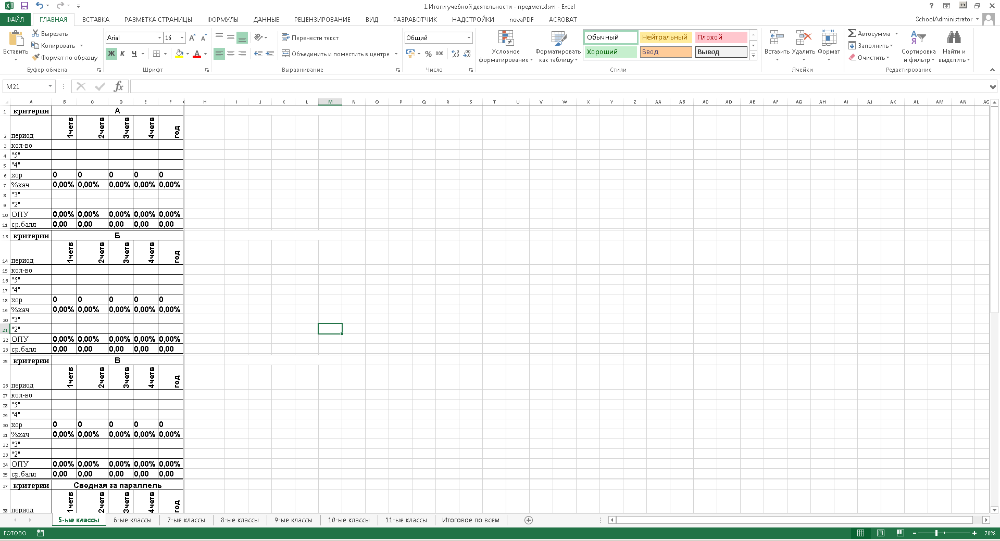 1.Итоги учебной деятельности - предмет.xlsm - Excel
ФАЙЛ ГЛАВНАЯ ВСТАВКА РАЗМЕТКА СТРАНИЦЫ ФОРМУЛЫ ДАННЫЕ РЕЦЕНЗИРОВАНИЕ ВИД РАЗРАБОТЧИК НАДСТРОЙКИ novaPDF ACROBAT SchoolAdministrator
Вставить
Вырезать
Копировать
Формат по образцу
Буфер обмена
Arial 16
Ж К Ч
Шрифт
Перенести текст
Объединить и поместить в центре
Выравнивание
Общий
% 000
Число
Условное форматирование
Форматировать как таблицу
Обычный Нейтральный Плохой
Хороший Ввод Вывод
Стили
Вставить Удалить Формат
Ячейки
Автосумма
Заполнить
Очистить
Сортировка и фильтр
Найти и выделить
Редактирование
M21 fx
A B C D E F G H I J K L M N O P Q R S T U V W X Y Z AA AB AC AD AE AF AG AH AI AJ AK AL AM AN AO
1 критерии А
2 период 1четв 2четв 3четв 4четв год
3 кол-во
4 "5"
5 "4"
6 хор 0 0 0 0 0
7 %кач 0,00% 0,00% 0,00% 0,00% 0,00%
8 "3"
9 "2"
10 ОПУ 0,00% 0,00% 0,00% 0,00% 0,00%
11 ср.балл 0,00 0,00 0,00 0,00 0,00
13 критерии Б
14 период 1четв 2четв 3четв 4четв год
15 кол-во
16 "5"
17 "4"
18 хор 0 0 0 0 0
19 %кач 0,00% 0,00% 0,00% 0,00% 0,00%
20 "3"
21 "2"
22 ОПУ 0,00% 0,00% 0,00% 0,00% 0,00%
23 ср.балл 0,00 0,00 0,00 0,00 0,00
25 критерии В
26 период 1четв 2четв 3четв 4четв год
27 кол-во
28 "5"
29 "4"
30 хор 0 0 0 0 0
31 %кач 0,00% 0,00% 0,00% 0,00% 0,00%
32 "3"
33 "2"
34 ОПУ 0,00% 0,00% 0,00% 0,00% 0,00%
35 ср.балл 0,00 0,00 0,00 0,00 0,00
37 критерии Сводная за параллель
38 период 1четв 2четв 3четв 4четв год
5-ые классы 6-ые классы 7-ые классы 8-ые классы 9-ые классы 10-ые классы 11-ые классы Итоговое по всем
ГОТОВО 70%